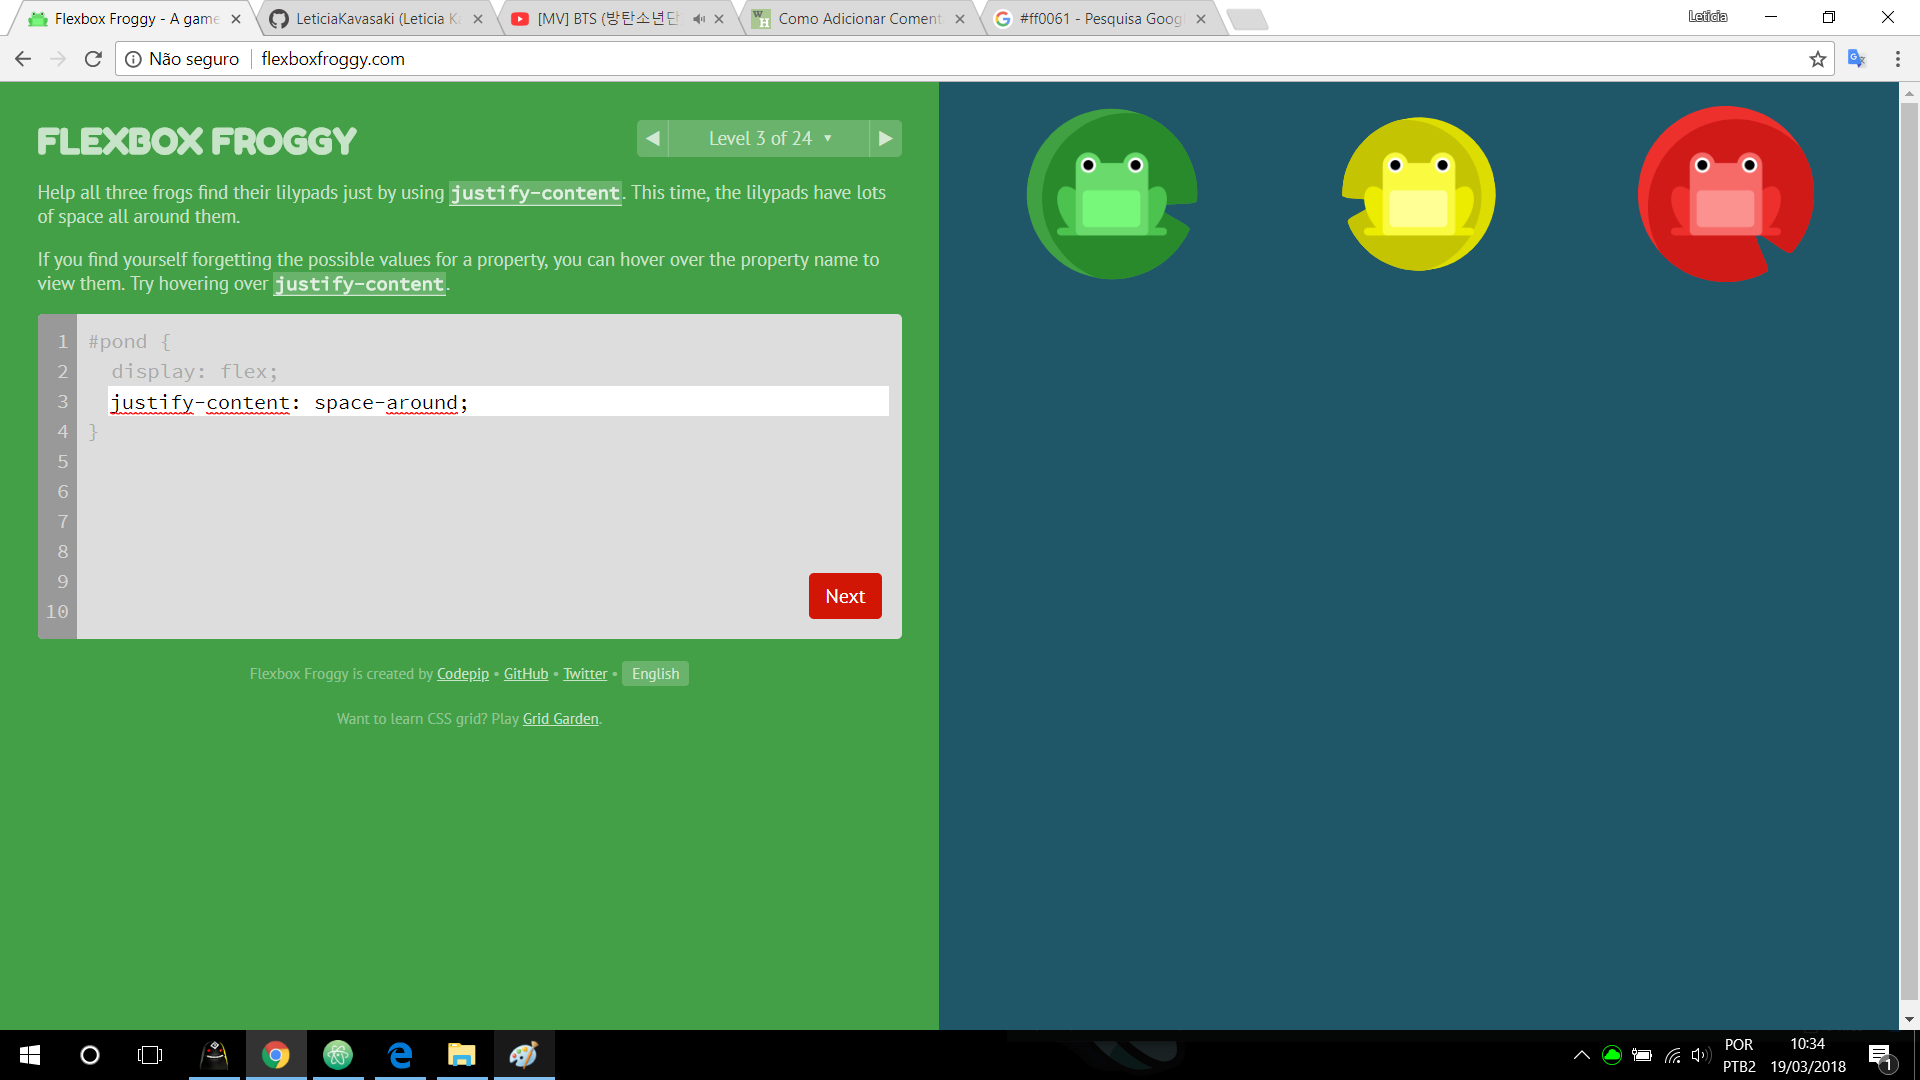 Flexbox Froggy - A game
LeticiaKavasaki (Leticia K
[MV] BTS (방탄소년단
Como Adicionar Coment
#ff0061 - Pesquisa Goog
Leticia
Não seguro
flexboxfroggy.com
FLEXBOX FROGGY
◀ Level 3 of 24 ▼ ▶
Help all three frogs find their lilypads just by using justify-content. This time, the lilypads have lots
of space all around them.
If you find yourself forgetting the possible values for a property, you can hover over the property name to
view them. Try hovering over justify-content.
1 #pond {
2 display: flex;
3 justify-content: space-around;
4 }
5
6
7
8
9
10
Next
Flexbox Froggy is created by Codepip • GitHub • Twitter • English
Want to learn CSS grid? Play Grid Garden.
POR 10:34
PTB2 19/03/2018
1